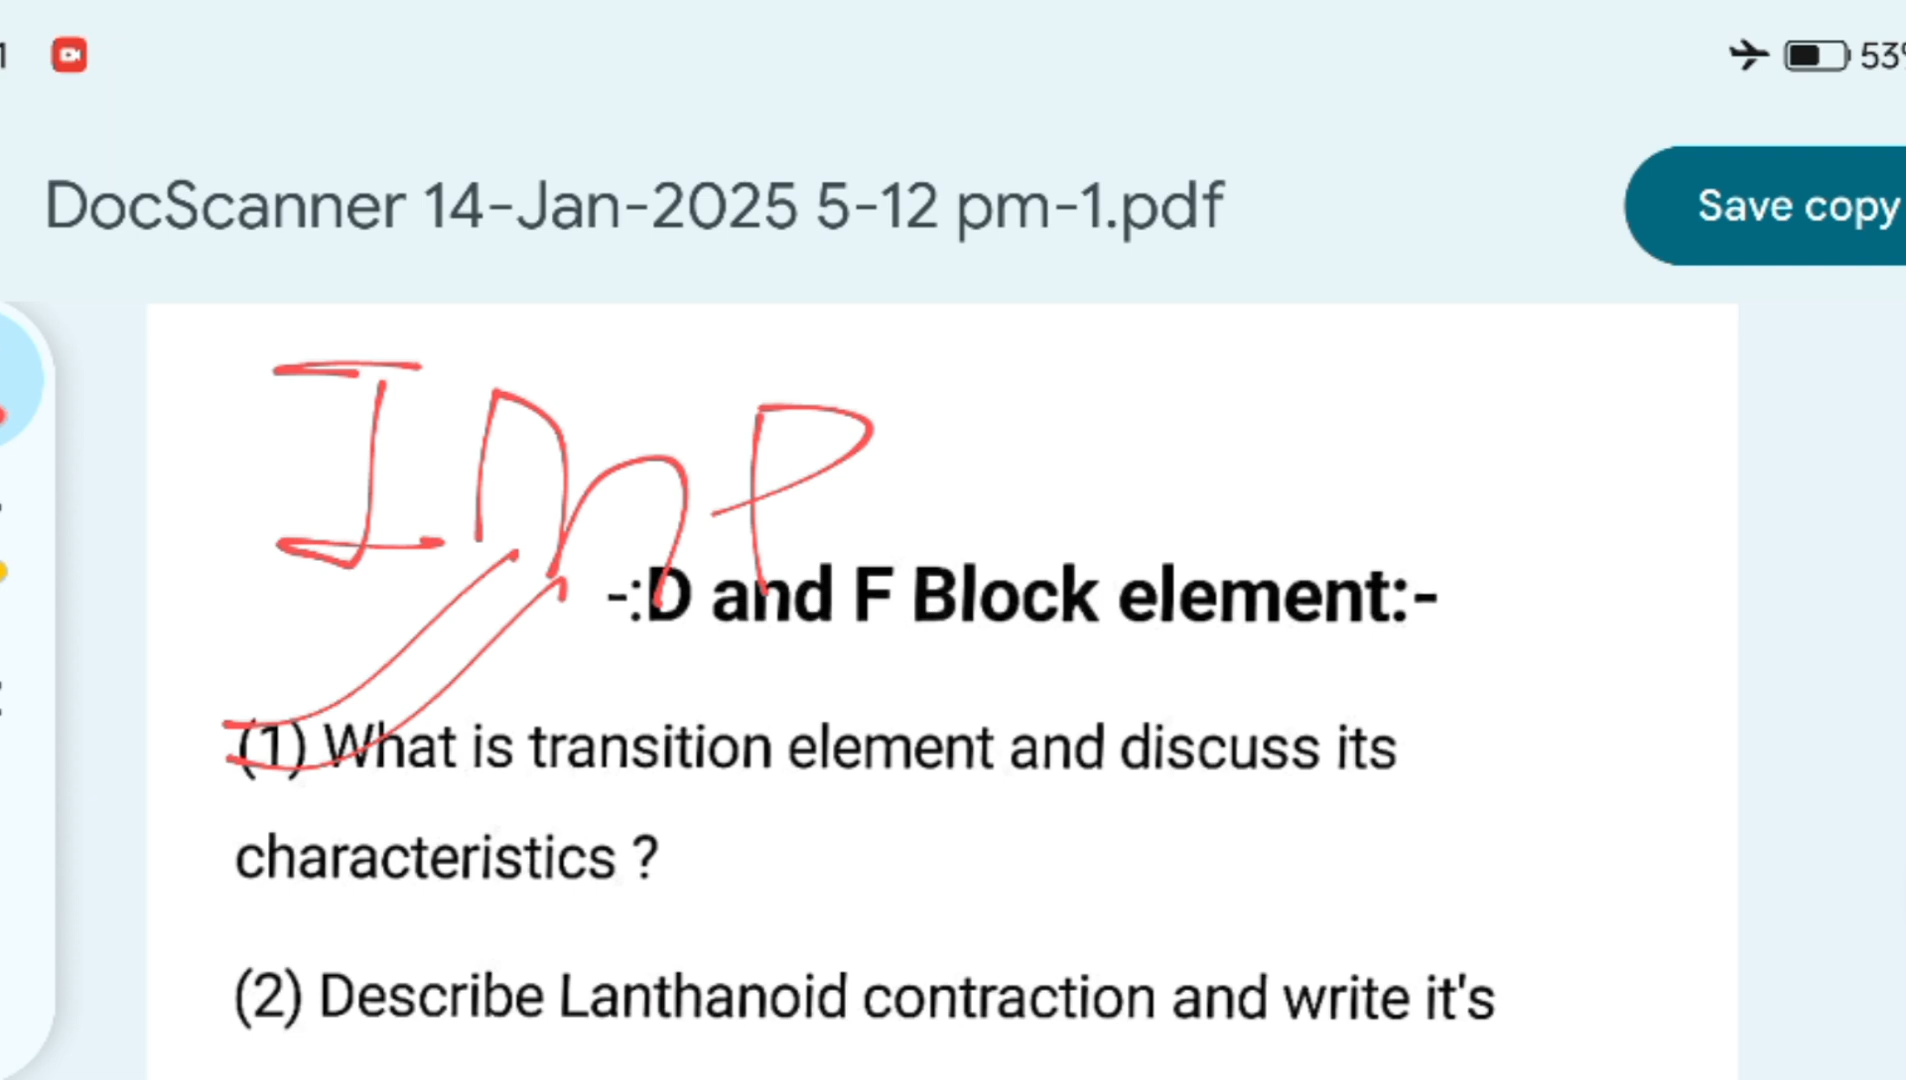 53%
DocScanner 14-Jan-2025 5-12 pm-1.pdf
Save copy
IMP
-:D and F Block element:-
(1) What is transition element and discuss its
characteristics ?
(2) Describe Lanthanoid contraction and write it's